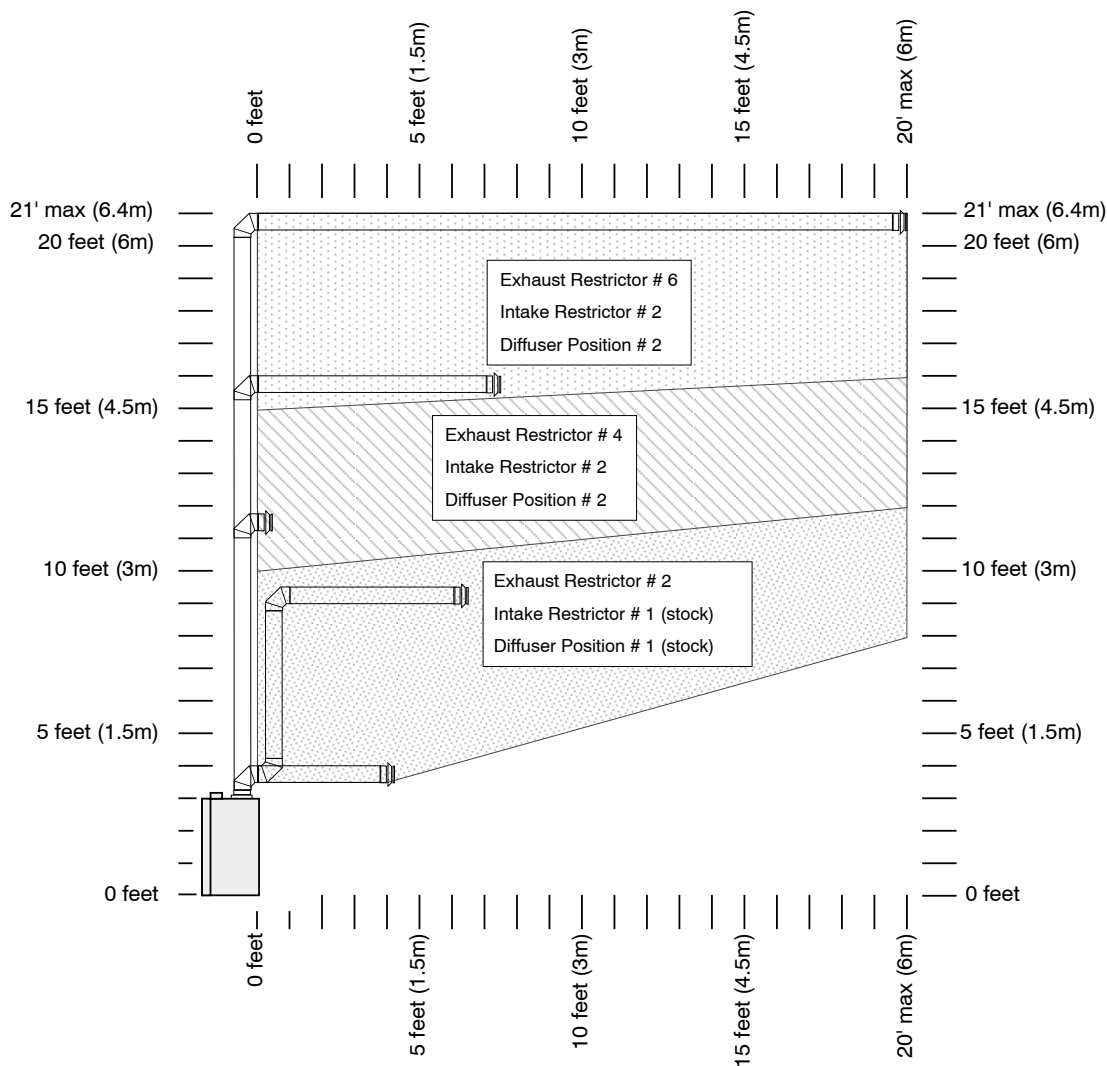 0 feet
5 feet (1.5m)
10 feet (3m)
15 feet (4.5m)
20' max (6m)
21' max (6.4m)
21' max (6.4m)
20 feet (6m)
20 feet (6m)
Exhaust Restrictor # 6
Intake Restrictor # 2
Diffuser Position # 2
15 feet (4.5m)
15 feet (4.5m)
Exhaust Restrictor # 4
Intake Restrictor # 2
Diffuser Position # 2
10 feet (3m)
10 feet (3m)
Exhaust Restrictor # 2
Intake Restrictor # 1 (stock)
Diffuser Position # 1 (stock)
5 feet (1.5m)
5 feet (1.5m)
0 feet
0 feet
0 feet
5 feet (1.5m)
10 feet (3m)
15 feet (4.5m)
20' max (6m)